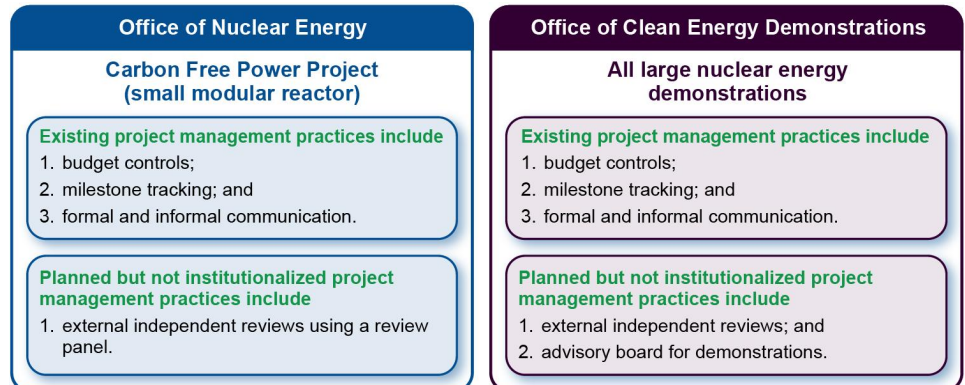 Office of Nuclear Energy
Carbon Free Power Project
(small modular reactor)
Existing project management practices include
1. budget controls;
2. milestone tracking; and
3. formal and informal communication.
Planned but not institutionalized project
management practices include
1. external independent reviews using a review
panel.
Office of Clean Energy Demonstrations
All large nuclear energy
demonstrations
Existing project management practices include
1. budget controls;
2. milestone tracking; and
3. formal and informal communication.
Planned but not institutionalized project
management practices include
1. external independent reviews; and
2. advisory board for demonstrations.